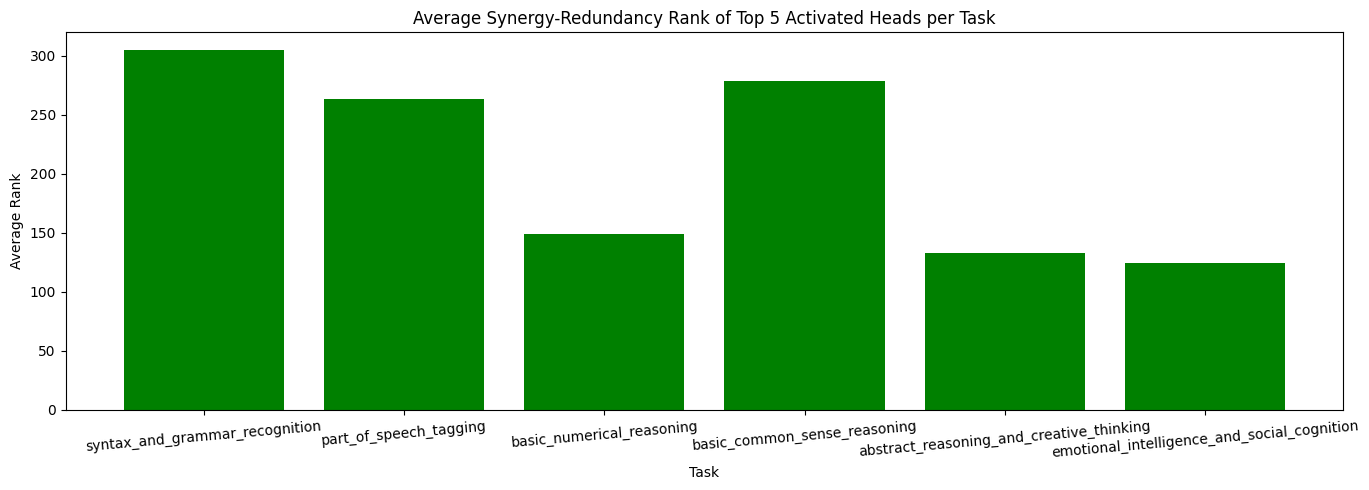 Average Synergy-Redundancy Rank of Top 5 Activated Heads per Task
Average Rank
300
250
200
150
100
50
0
syntax_and_grammar_recognition
part_of_speech_tagging
basic_numerical_reasoning
basic_common_sense_reasoning
abstract_reasoning_and_creative_thinking
emotional_intelligence_and_social_cognition
Task